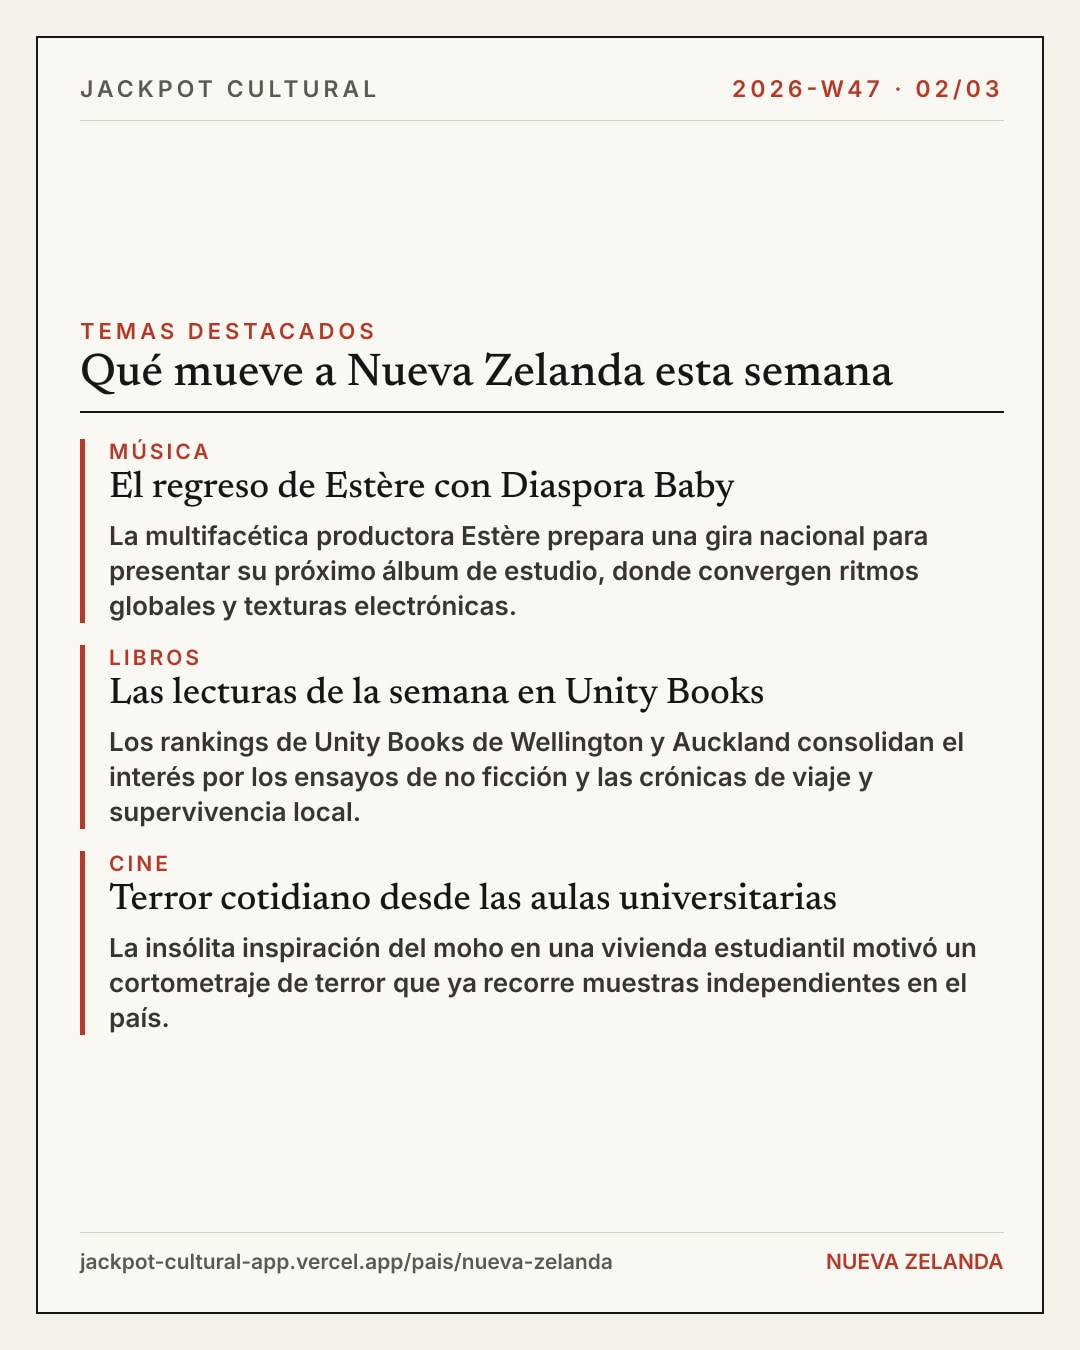 JACKPOT CULTURAL
2026-W47 · 02/03
TEMAS DESTACADOS
Qué mueve a Nueva Zelanda esta semana
MÚSICA
El regreso de Estère con Diaspora Baby
La multifacética productora Estère prepara una gira nacional para
presentar su próximo álbum de estudio, donde convergen ritmos
globales y texturas electrónicas.
LIBROS
Las lecturas de la semana en Unity Books
Los rankings de Unity Books de Wellington y Auckland consolidan el
interés por los ensayos de no ficción y las crónicas de viaje y
supervivencia local.
CINE
Terror cotidiano desde las aulas universitarias
La insólita inspiración del moho en una vivienda estudiantil motivó un
cortometraje de terror que ya recorre muestras independientes en el
país.
jackpot-cultural-app.vercel.app/pais/nueva-zelanda
NUEVA ZELANDA